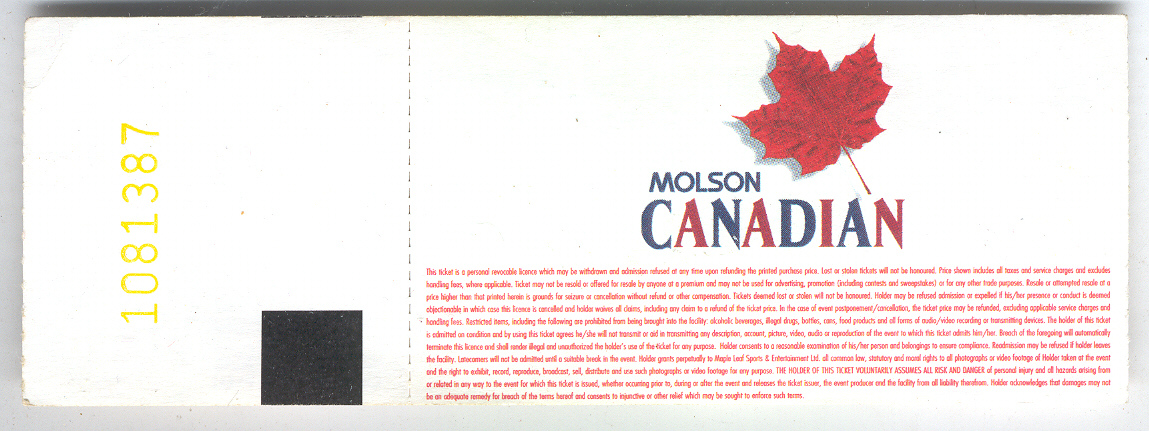 1081387
MOLSON
CANADIAN
This ticket is a personal revocable licence which may be withdrawn and admission refused at any time upon refunding the printed purchase price. Lost or stolen tickets will not be honoured. Price shown includes all taxes and service charges and excludes
handling fees, where applicable. Ticket may not be resold or offered for resale by anyone at a premium and may not be used for advertising, promotion (including contests and sweepstakes) or for any other trade purposes. Resale or attempted resale at a
price higher than that printed herein is grounds for seizure or cancellation without refund or other compensation. Tickets deemed lost or stolen will not be honoured. Holder may be refused admission or expelled if his/her presence or conduct is deemed
objectionable in which case this licence is cancelled and holder waives all claims, including any claim to a refund of the ticket price. In the case of event postponement/cancellation, the ticket price may be refunded, excluding applicable service charges and
handling fees. Restricted items, including the following are prohibited from being brought into the facility: alcoholic beverages, illegal drugs, bottles, cans, food products and all forms of audio/video recording or transmitting devices. The holder of this ticket
is admitted on condition and by using this ticket agrees he/she will not transmit or aid in transmitting any description, account, picture, video, audio or reproduction of the event to which this ticket admits him/her. Breach of the foregoing will automatically
terminate this licence and shall render illegal and unauthorized the holder's use of the ticket for any purpose. Holder consents to a reasonable examination of his/her person and belongings to ensure compliance. Readmission may be refused if holder leaves
the facility. Latecomers will not be admitted until a suitable break in the event. Holder grants perpetually to Maple Leaf Sports & Entertainment Ltd. all common law, statutory and moral rights to all photographs or video footage of Holder taken at the event
and the right to exhibit, record, reproduce, broadcast, sell, distribute and use such photographs or video footage for any purpose. THE HOLDER OF THIS TICKET VOLUNTARILY ASSUMES ALL RISK AND DANGER of personal injury and all hazards arising from
or related in any way to the event for which this ticket is issued, whether occurring prior to, during or after the event and releases the ticket issuer, the event producer and the facility from all liability therefrom. Holder acknowledges that damages may not
be an adequate remedy for breach of the terms hereof and consents to injunctive or other relief which may be sought to enforce such terms.